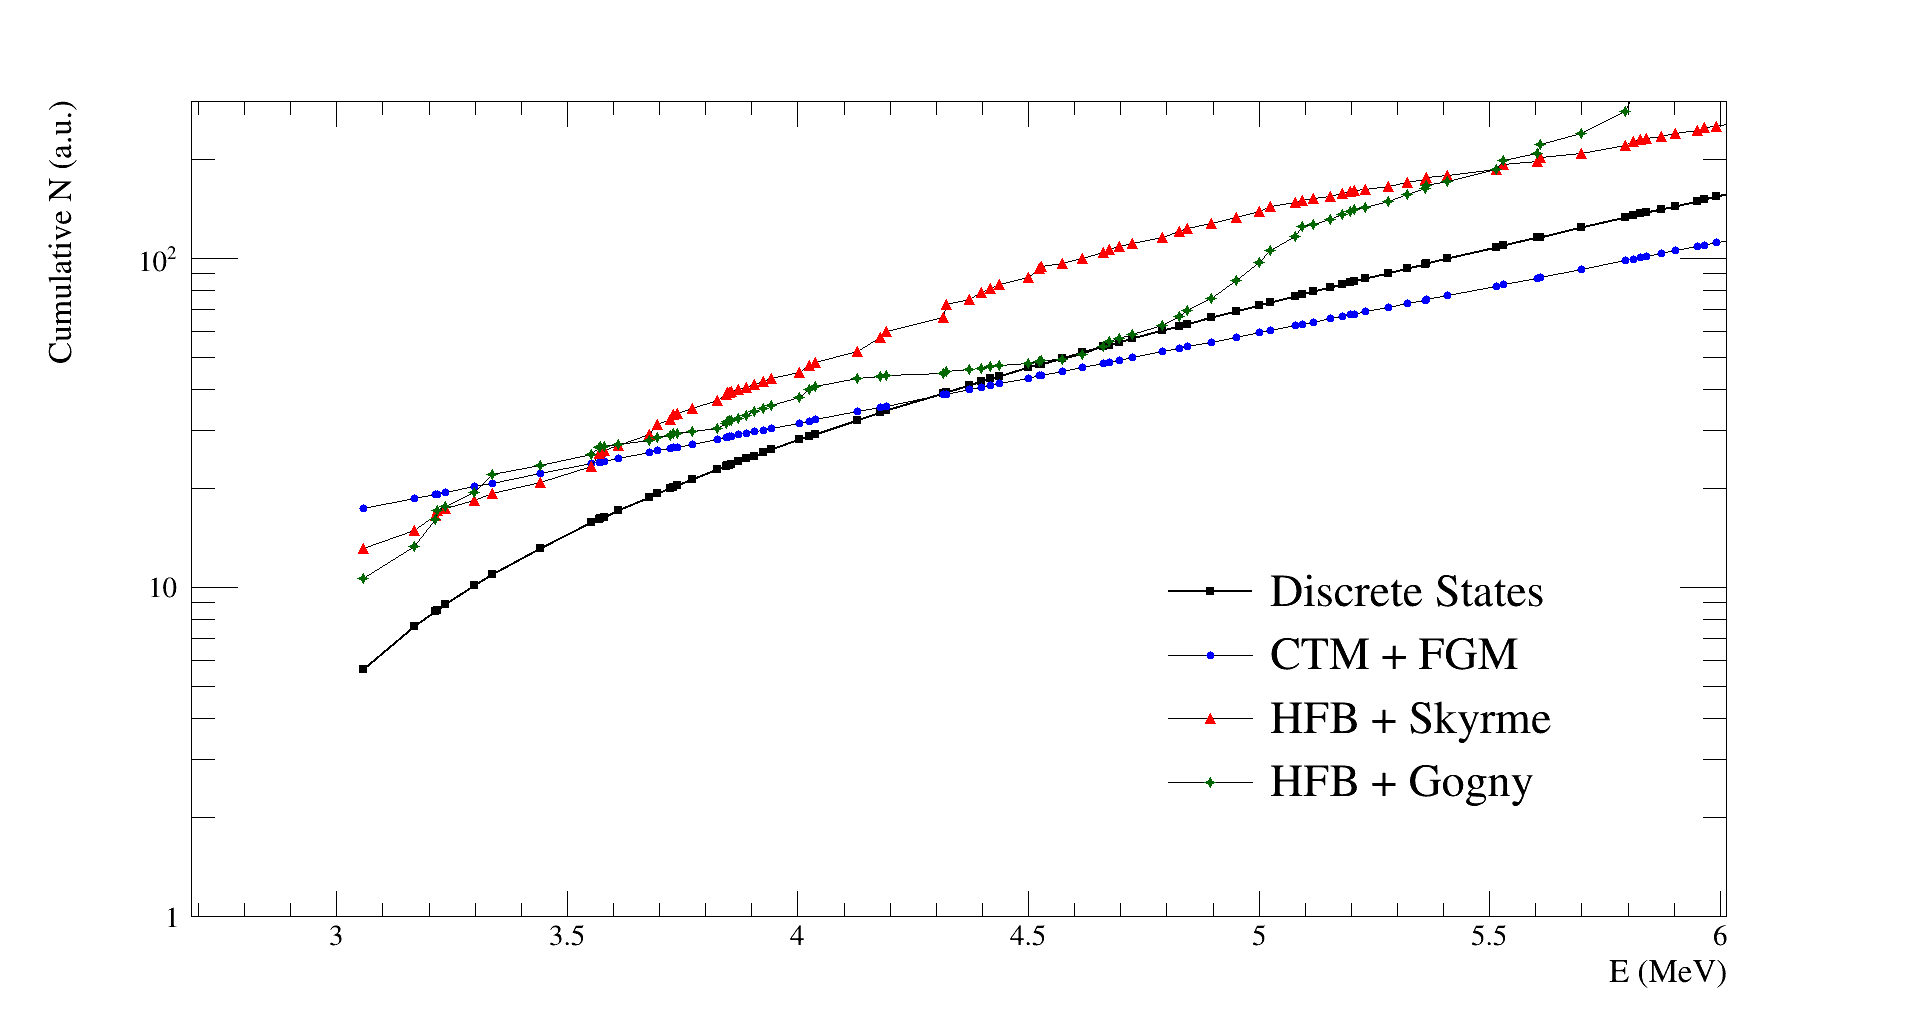 Cumulative N (a.u.)
10²
10
1
Discrete States
CTM + FGM
HFB + Skyrme
HFB + Gogny
3 3.5 4 4.5 5 5.5 6
E (MeV)